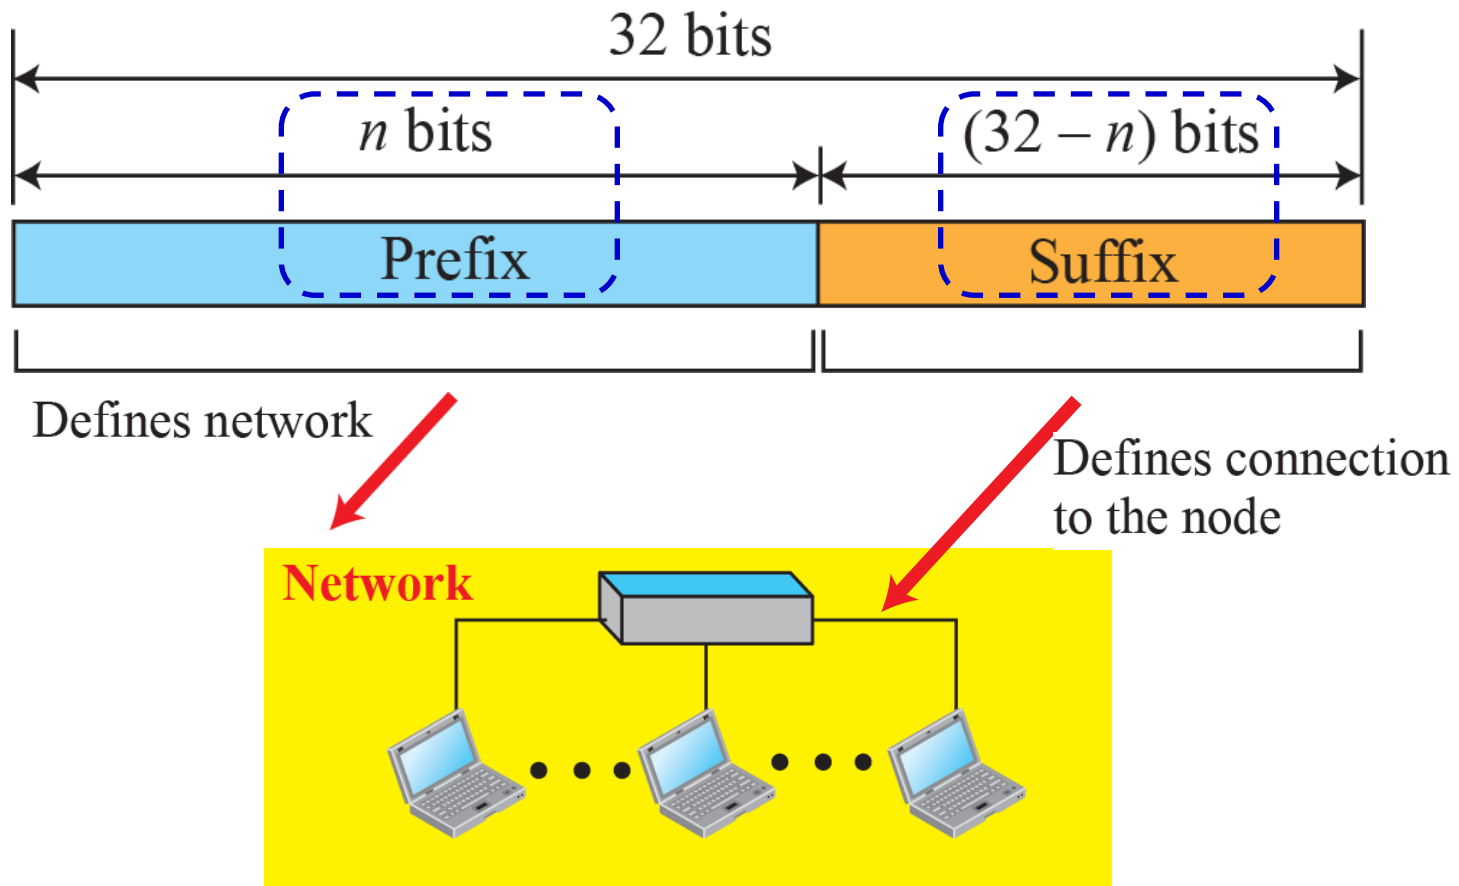 32 bits
n bits
(32 – n) bits
Prefix
Suffix
Defines network
Defines connection
to the node
Network